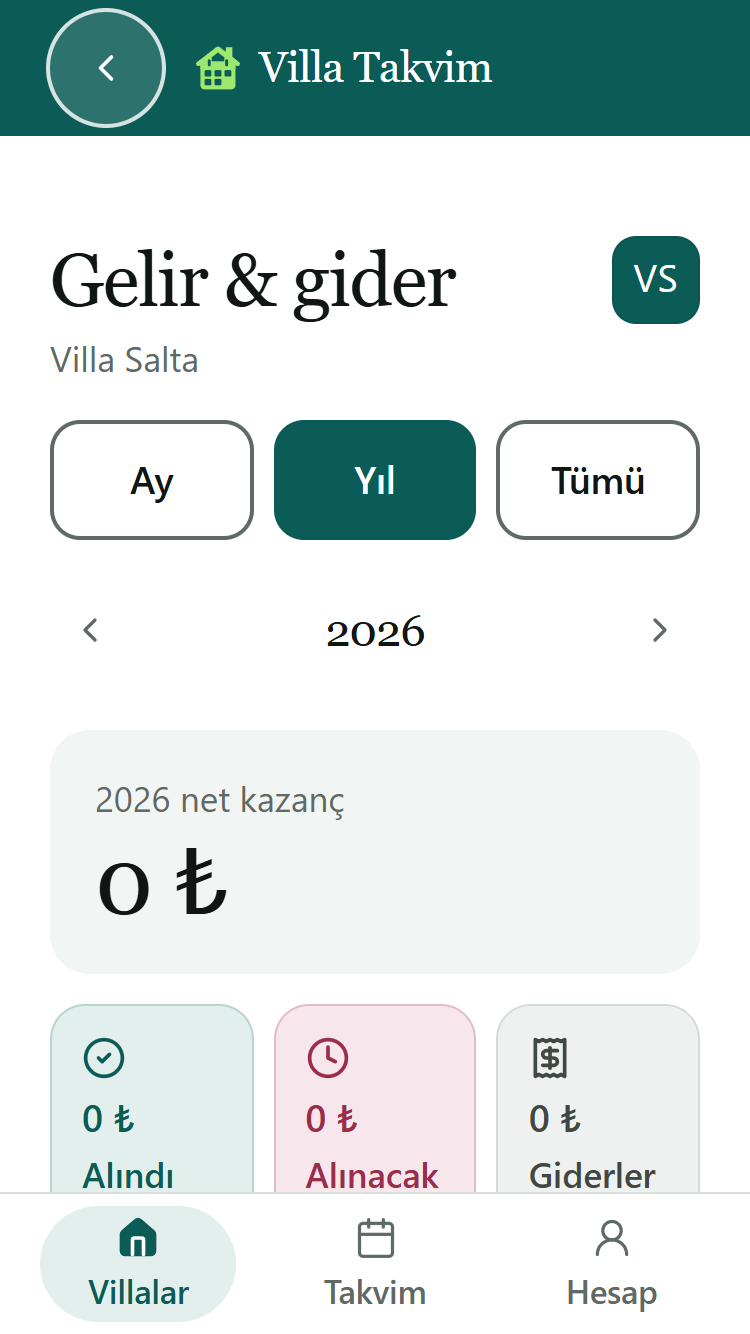 Villa Takvim
Gelir & gider
VS
Villa Salta
Ay
Yıl
Tümü
2026
2026 net kazanç
0 ₺
0 ₺
Alındı
0 ₺
Alınacak
0 ₺
Giderler
Villalar
Takvim
Hesap